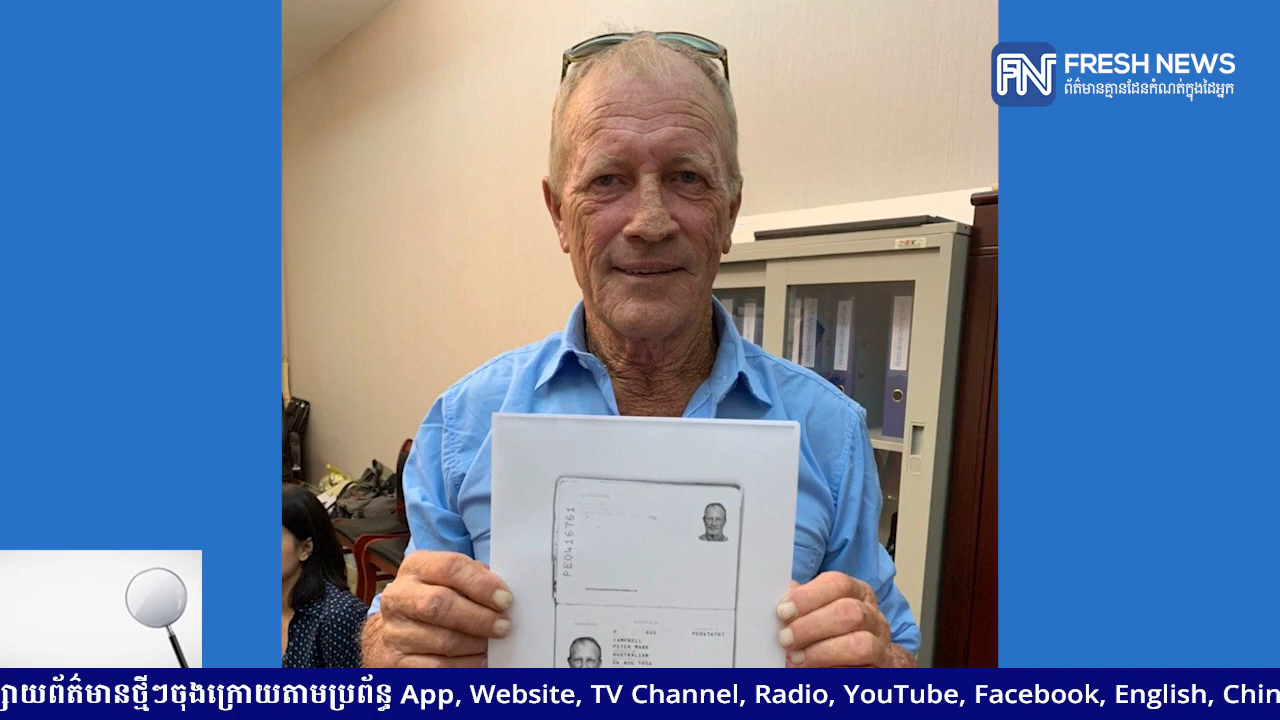 FRESH NEWS
ព័ត៌មានគ្មានដែនកំណត់ក្នុងដៃអ្នក
PE0416761
P AUS
PE0416761
CAMPBELL
PETER MARK
AUSTRALIAN
ព័ត៌មានថ្មីៗចុងក្រោយតាមប្រព័ន្ធ App, Website, TV Channel, Radio, YouTube, Facebook, English,